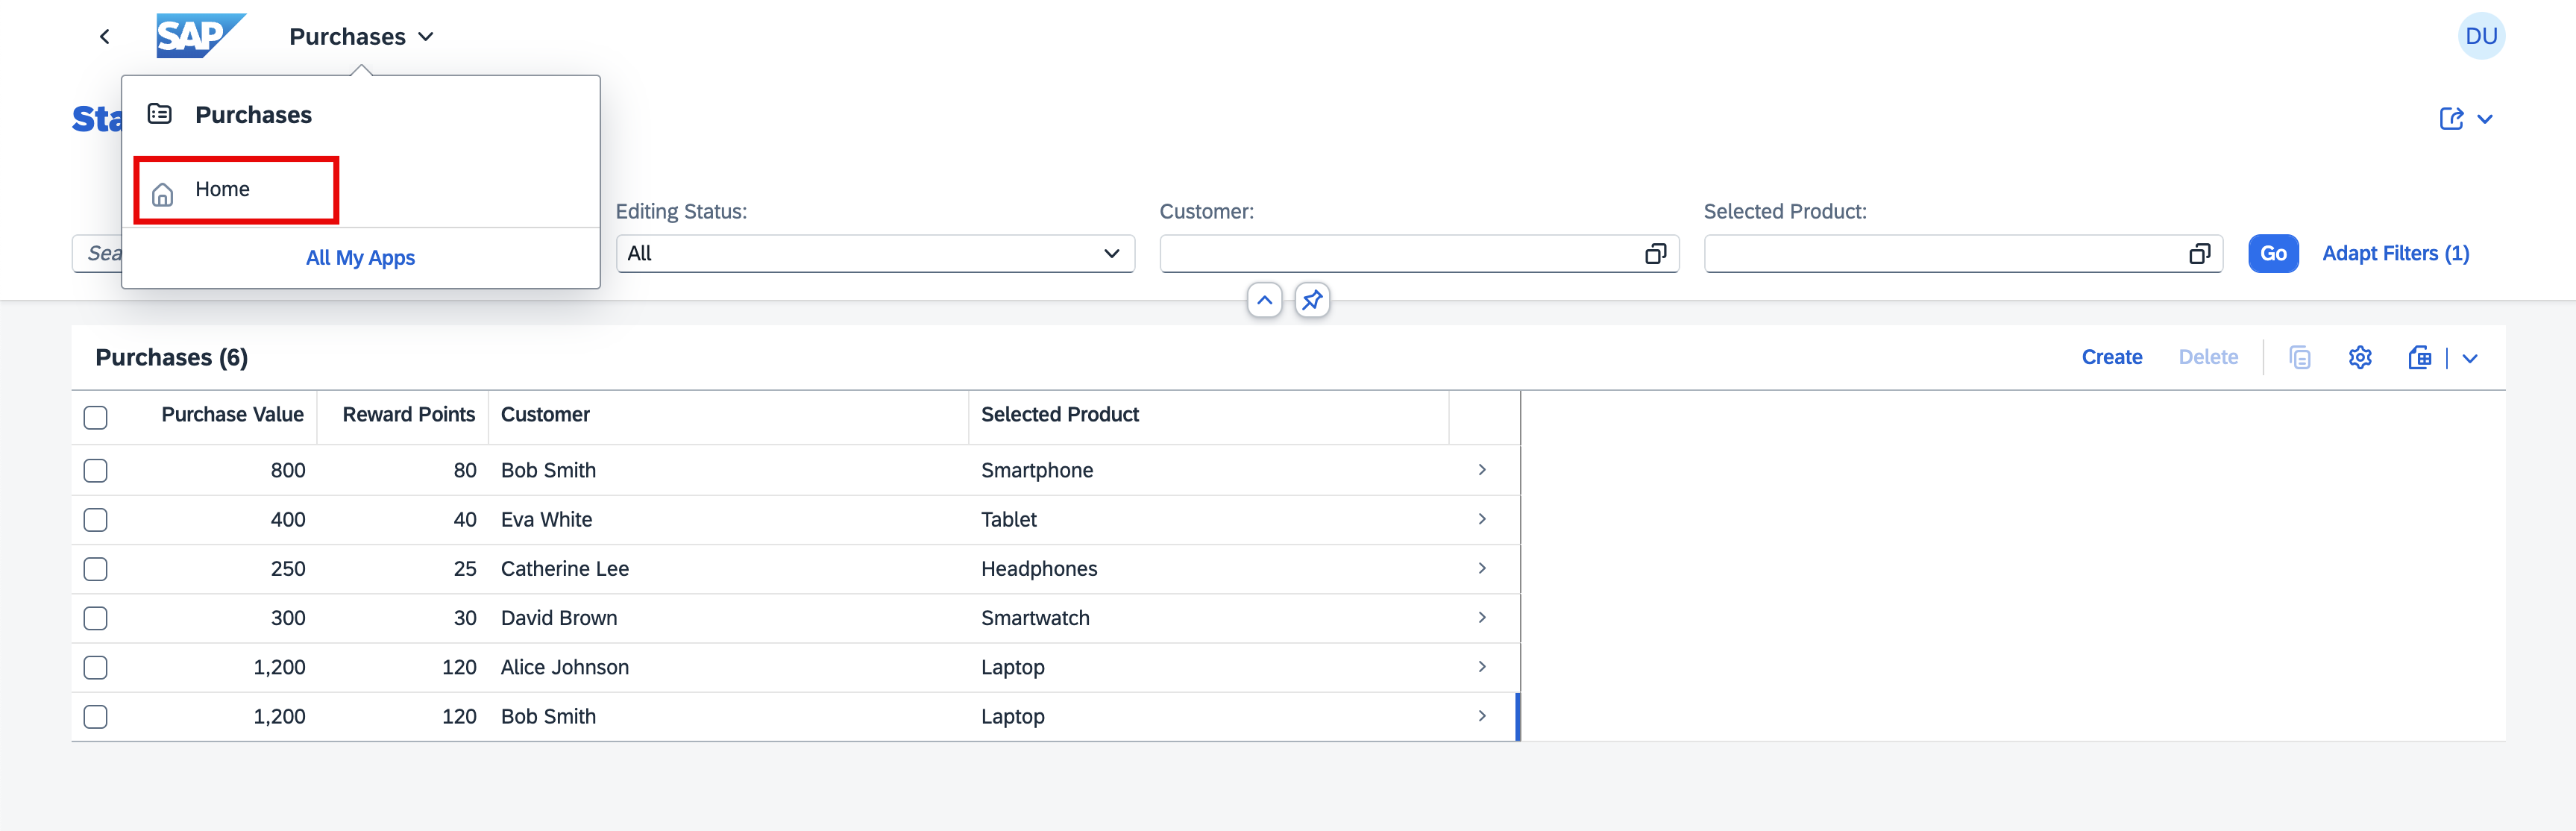 SAP
Purchases
DU
Sta
Purchases
Home
All My Apps
Sea
Editing Status:
All
Customer:
Selected Product:
Go
Adapt Filters (1)
Purchases (6)
Create
Delete
Purchase Value Reward Points Customer Selected Product
800 80 Bob Smith Smartphone
400 40 Eva White Tablet
250 25 Catherine Lee Headphones
300 30 David Brown Smartwatch
1,200 120 Alice Johnson Laptop
1,200 120 Bob Smith Laptop